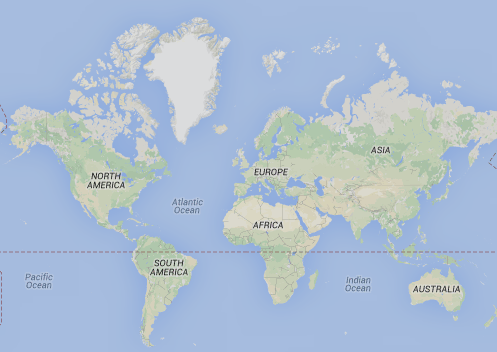 ASIA
EUROPE
NORTH
AMERICA
Atlantic
Ocean
AFRICA
SOUTH
AMERICA
Pacific
Ocean
Indian
Ocean
AUSTRALIA